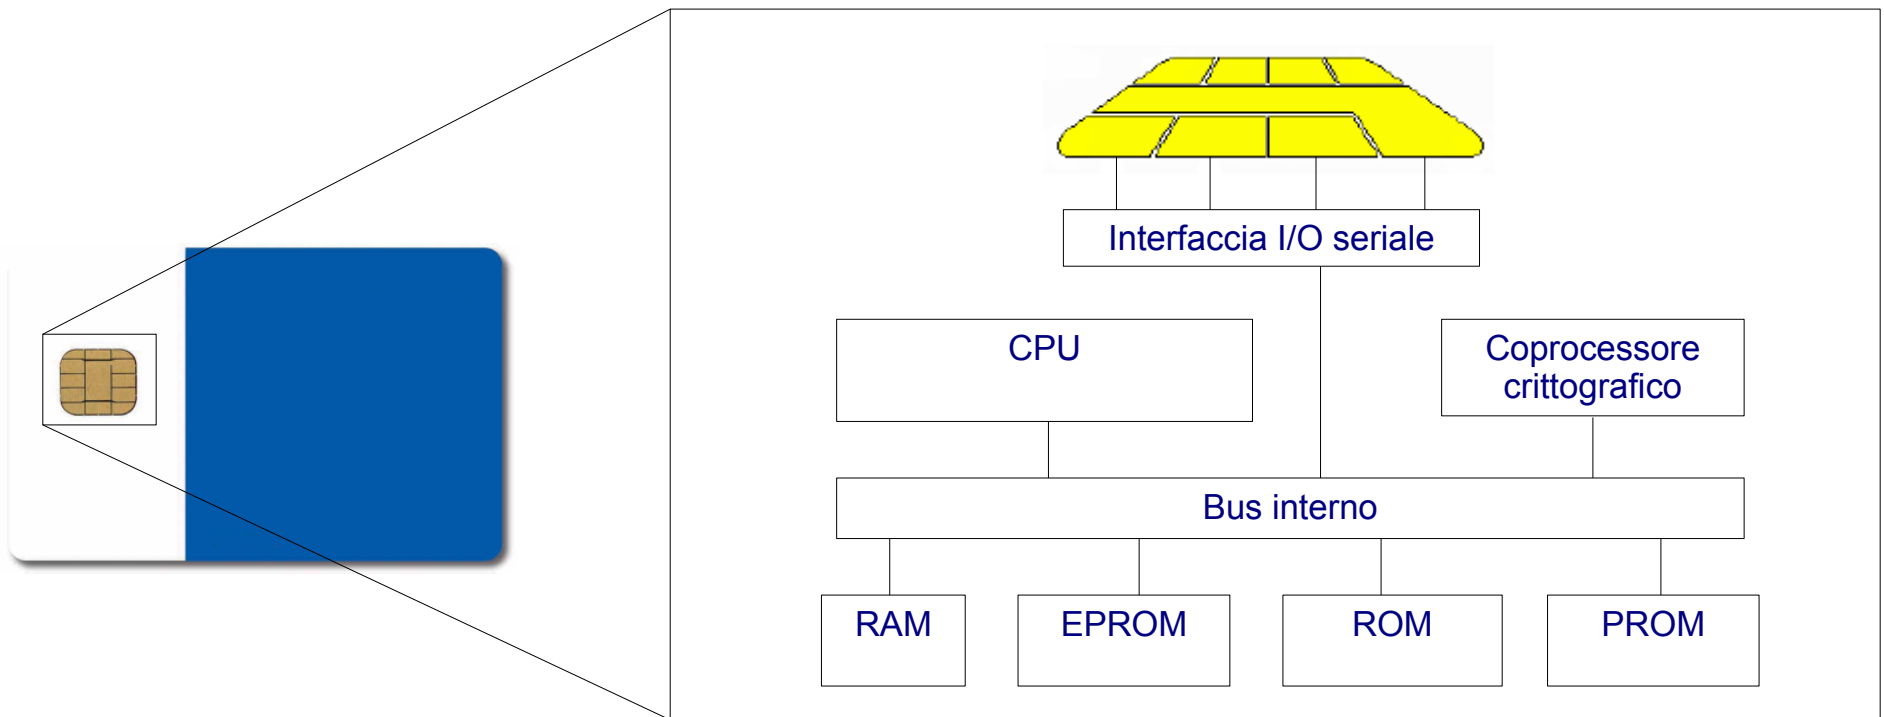 Interfaccia I/O seriale
CPU
Coprocessore
crittografico
Bus interno
RAM
EPROM
ROM
PROM